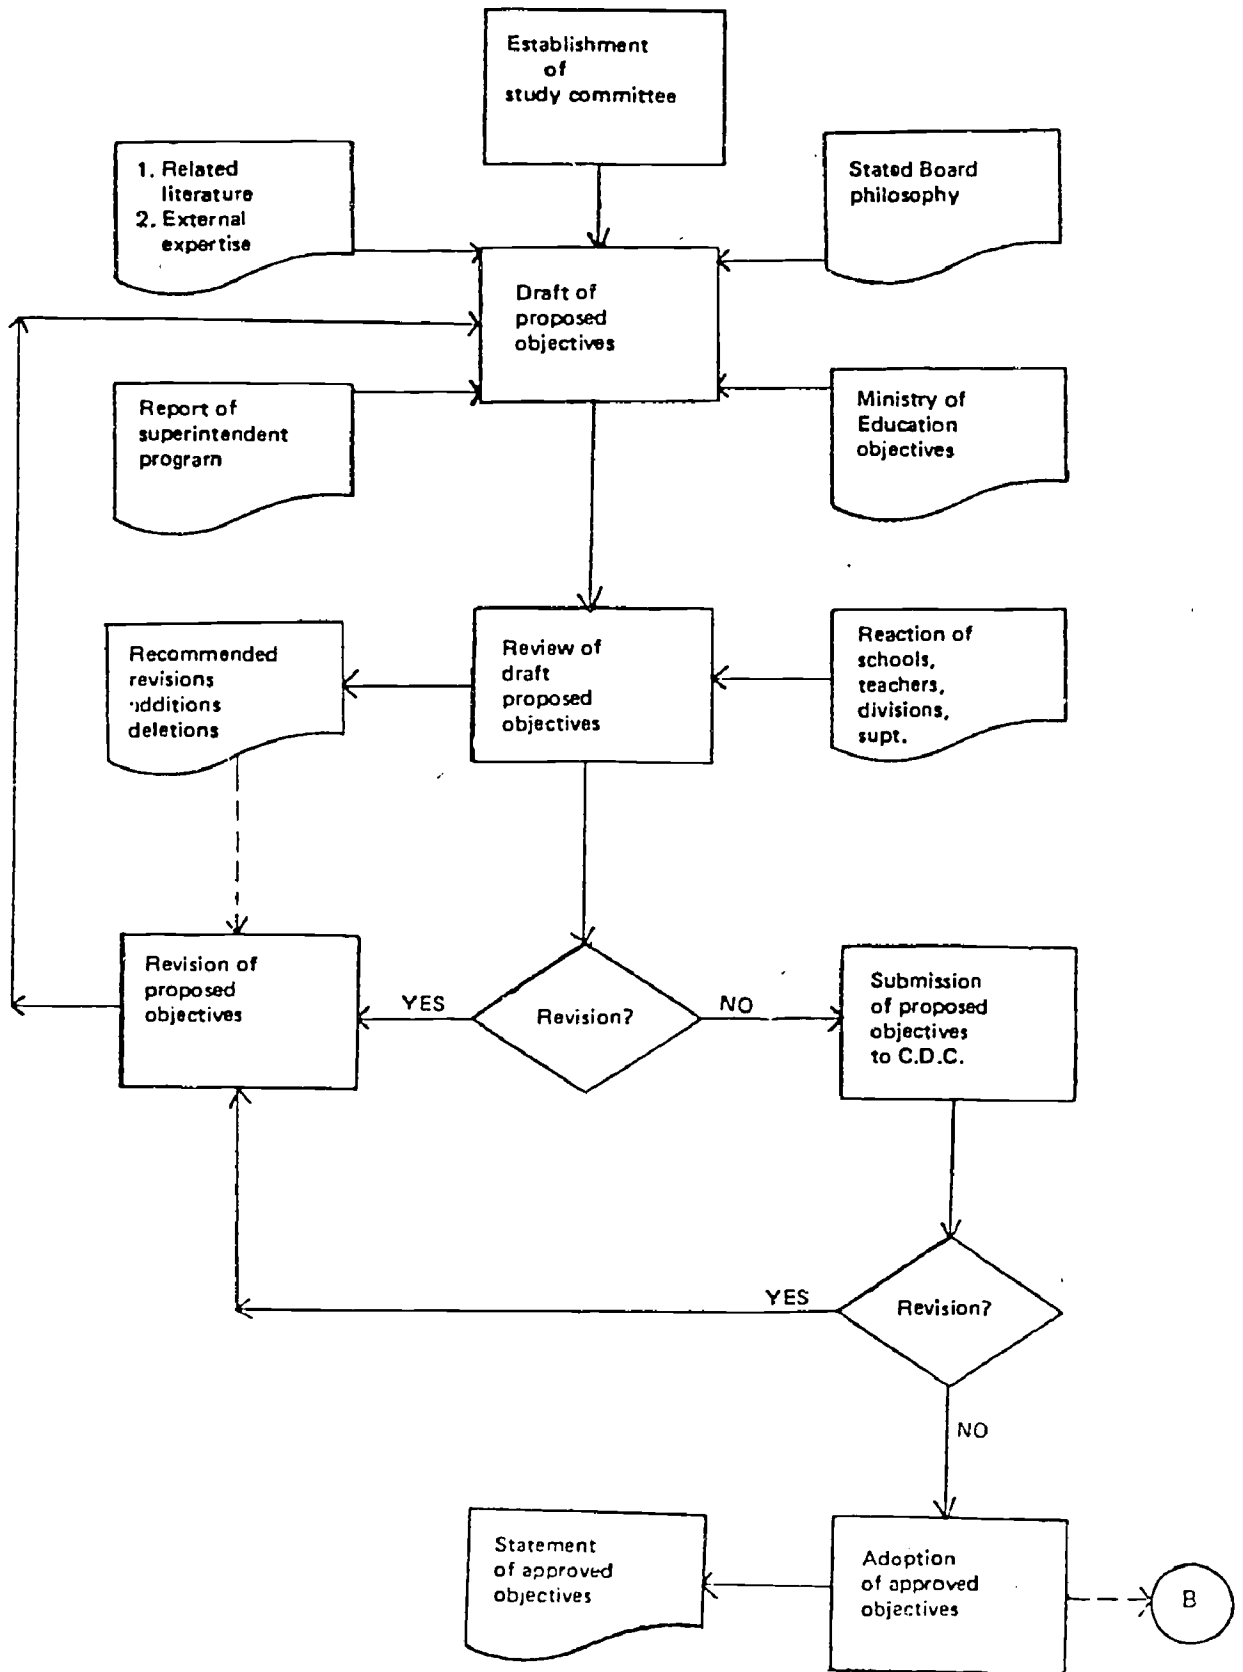 Establishment
of
study committee
1. Related
literature
2. External
expertise
Stated Board
philosophy
Draft of
proposed
objectives
Report of
superintendent
program
Ministry of
Education
objectives
Recommended
revisions
additions
deletions
Review of
draft
proposed
objectives
Reaction of
schools,
teachers,
divisions,
supt.
Revision of
proposed
objectives
YES
Revision?
NO
Submission
of proposed
objectives
to C.D.C.
YES
Revision?
NO
Statement
of approved
objectives
Adoption
of approved
objectives
B